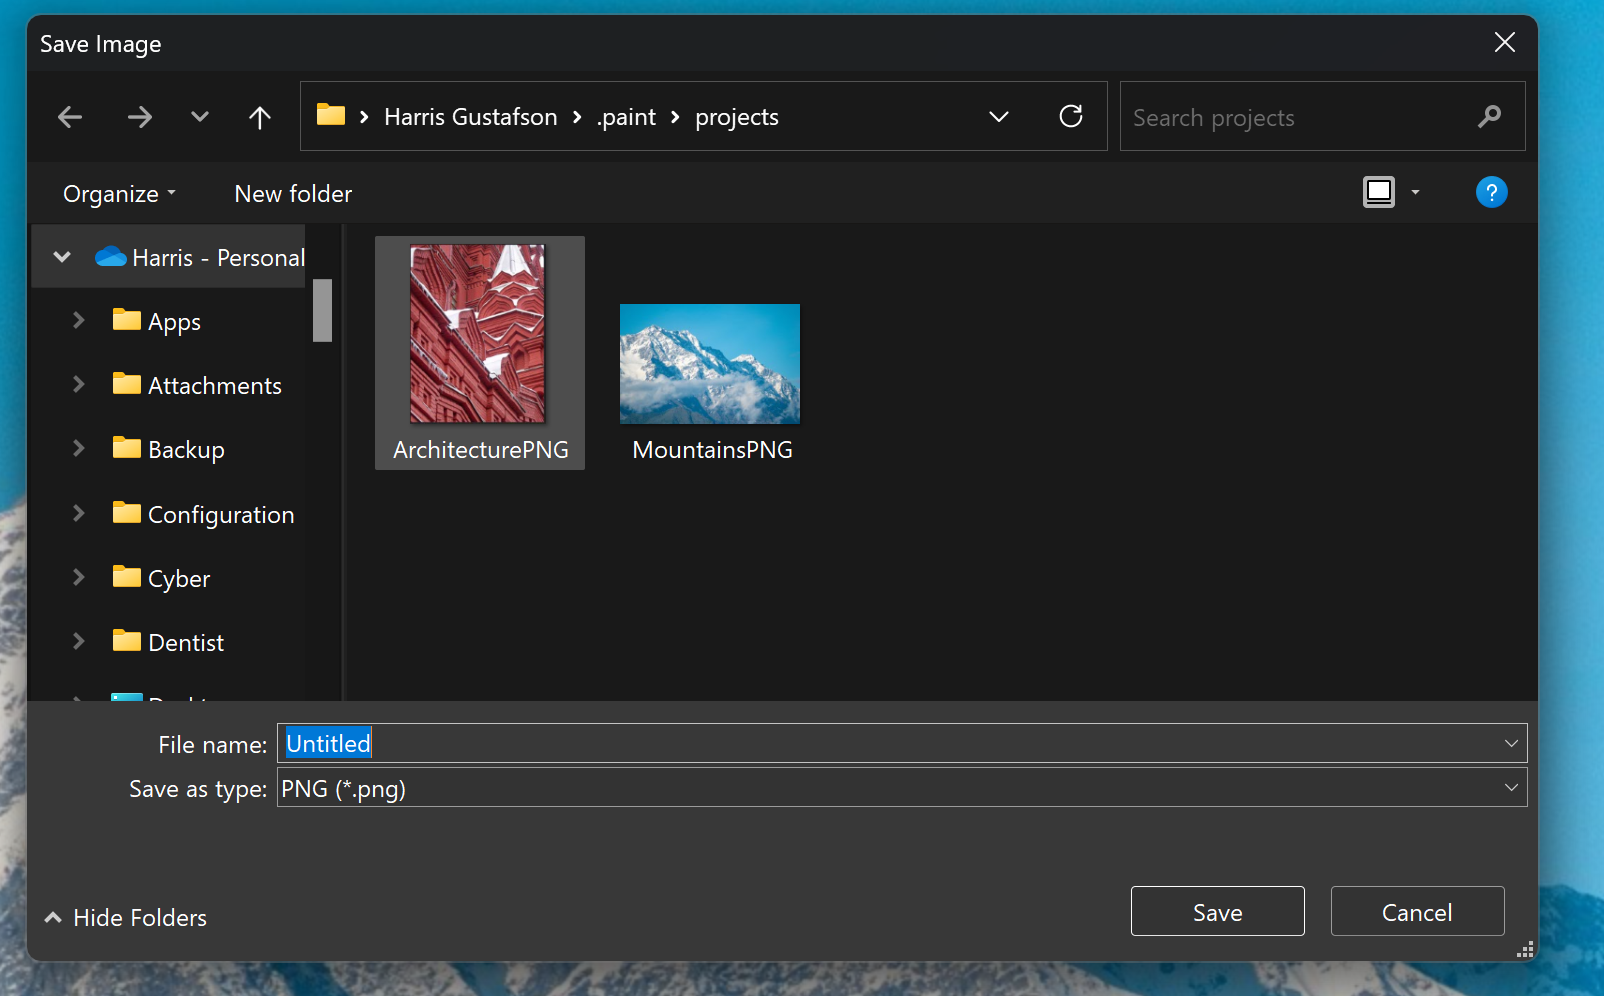 Save Image
Harris Gustafson .paint projects
Search projects
Organize
New folder
?
Harris - Personal
Apps
Attachments
Backup
Configuration
Cyber
Dentist
ArchitecturePNG
MountainsPNG
File name: Untitled
Save as type: PNG (*.png)
Hide Folders
Save
Cancel